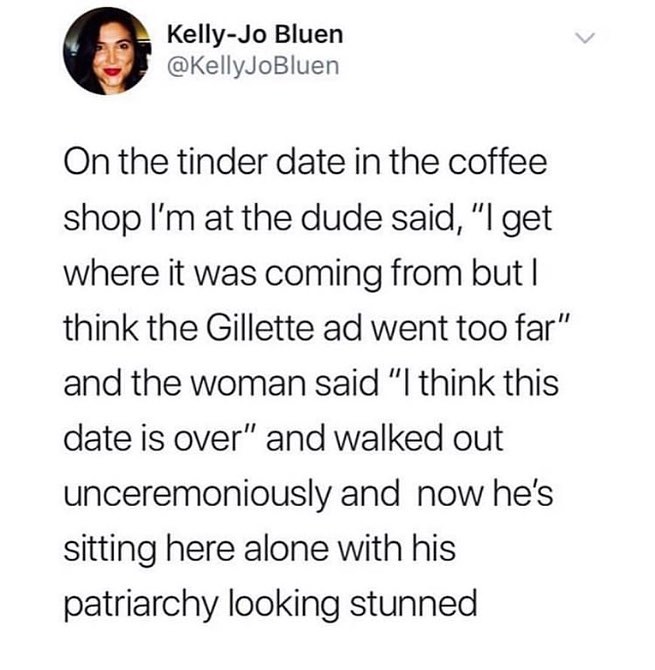 Kelly-Jo Bluen
@KellyJoBluen
On the tinder date in the coffee
shop I'm at the dude said, "I get
where it was coming from but I
think the Gillette ad went too far"
and the woman said "I think this
date is over" and walked out
unceremoniously and  now he's
sitting here alone with his
patriarchy looking stunned